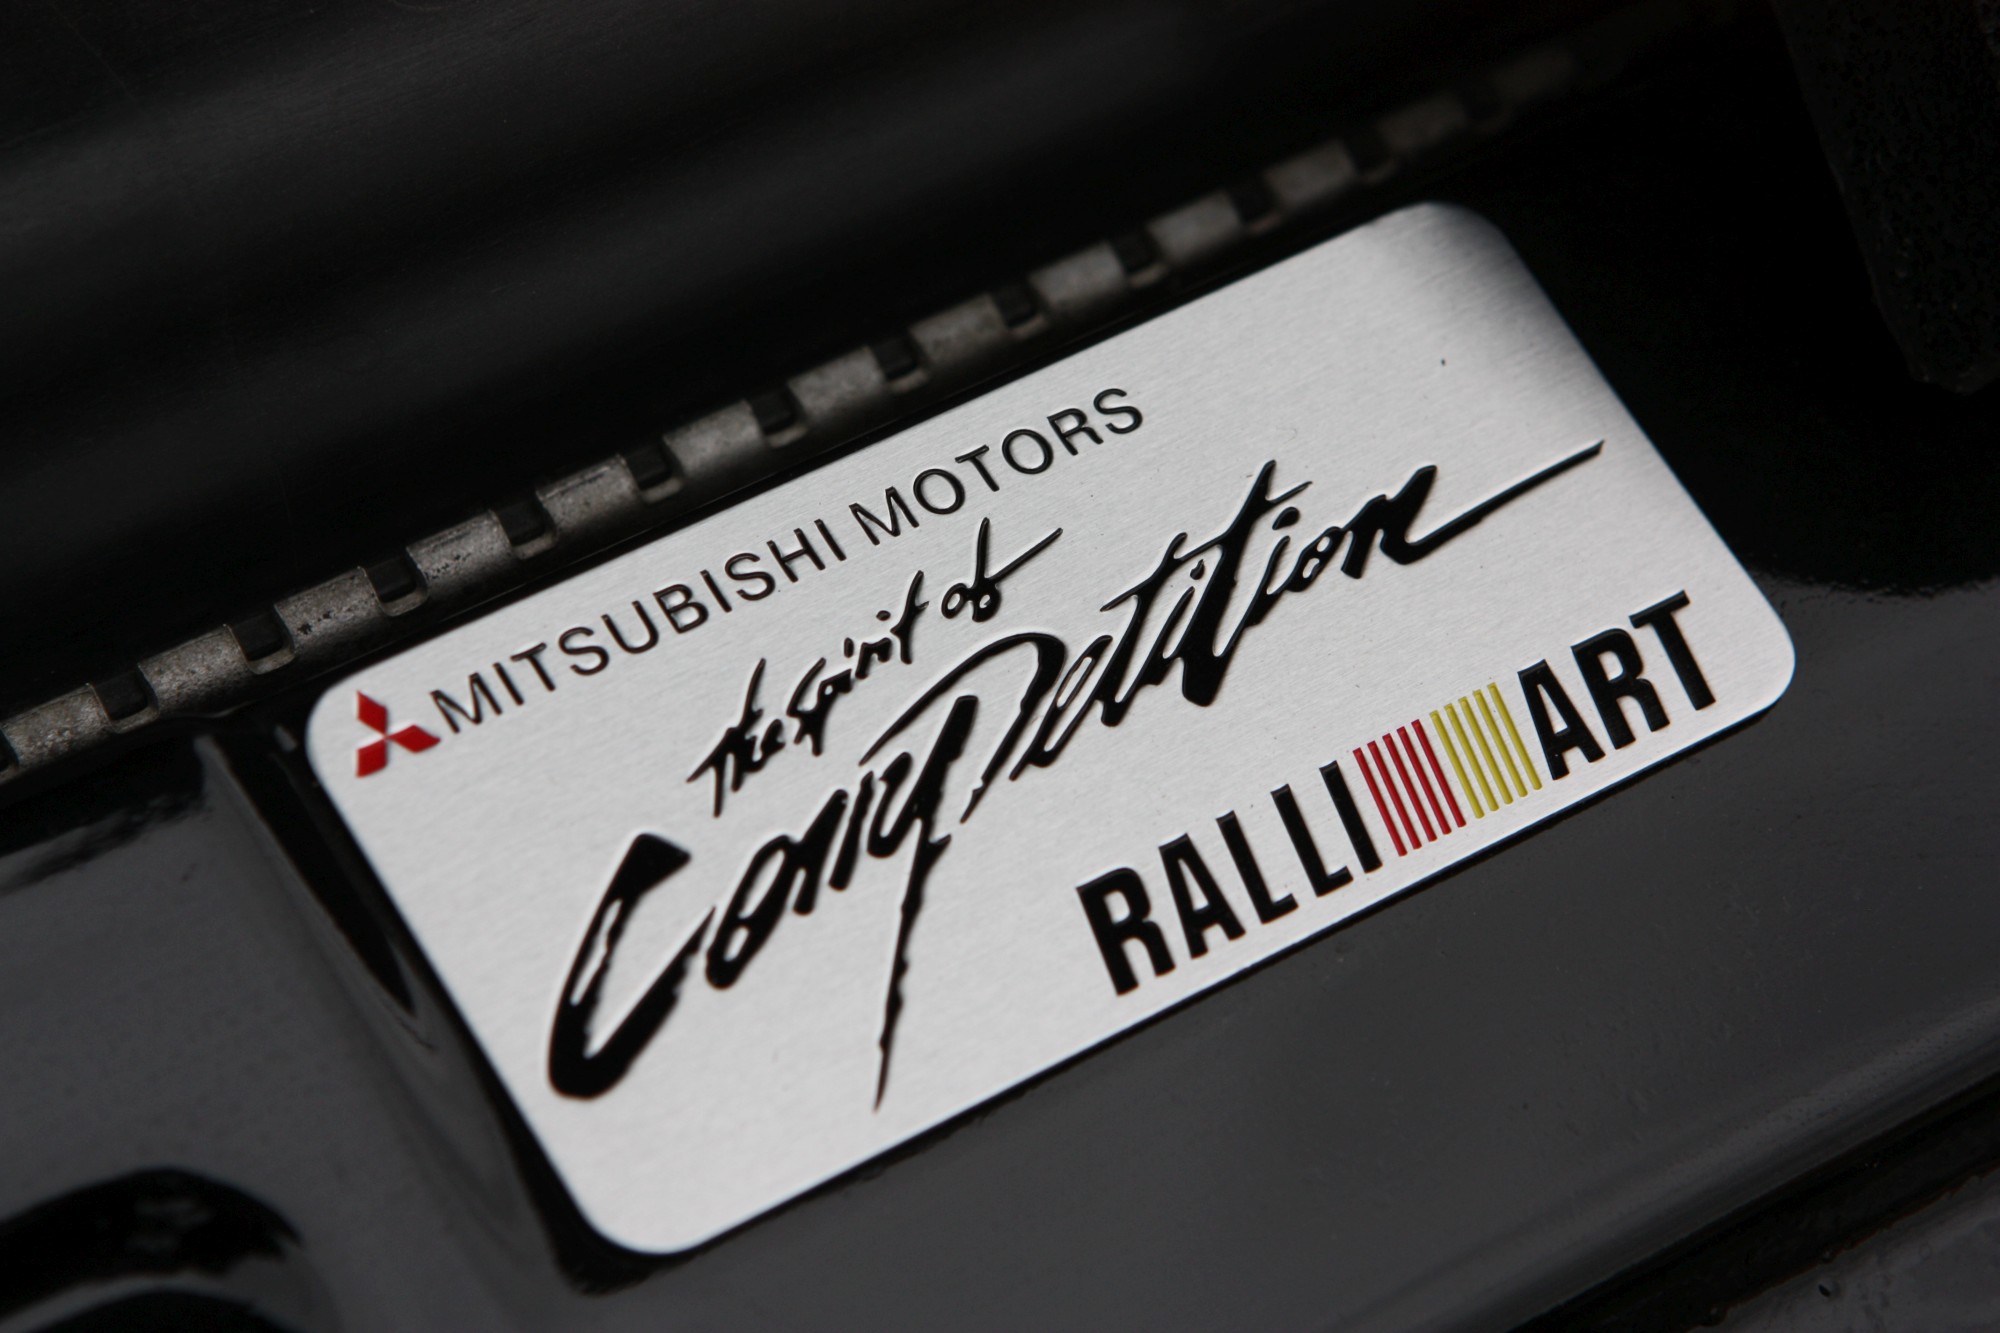 MITSUBISHI MOTORS
The Spirit of
Competition
RALLIART